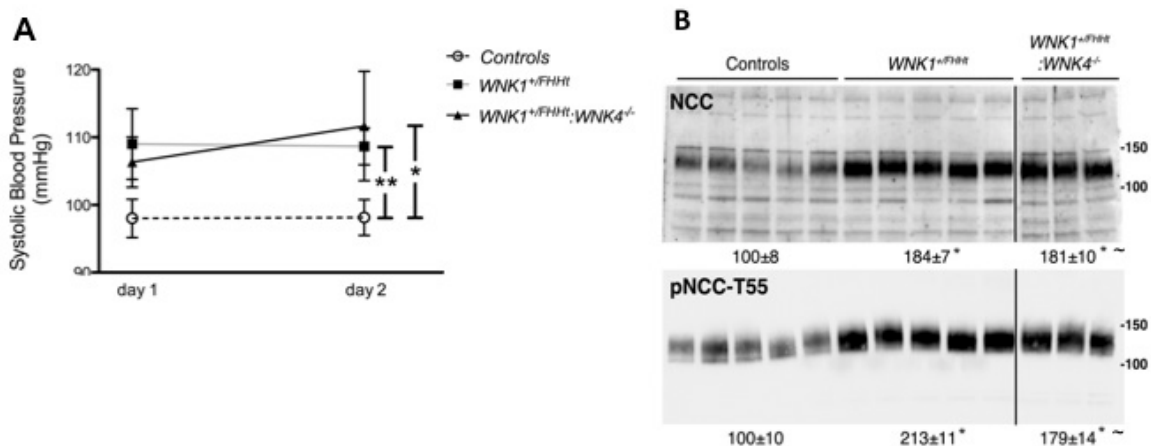 A
Controls
WNK1+/FHHt
WNK1+/FHHt:WNK4-/-
Systolic Blood Pressure
(mmHg)
120
110
100
90
**
*
day 1
day 2
B
Controls
WNK1+/FHHt
WNK1+/FHHt
:WNK4-/-
NCC
-150
-100
100±8
184±7*
181±10* ~
pNCC-T55
-150
-100
100±10
213±11*
179±14* ~